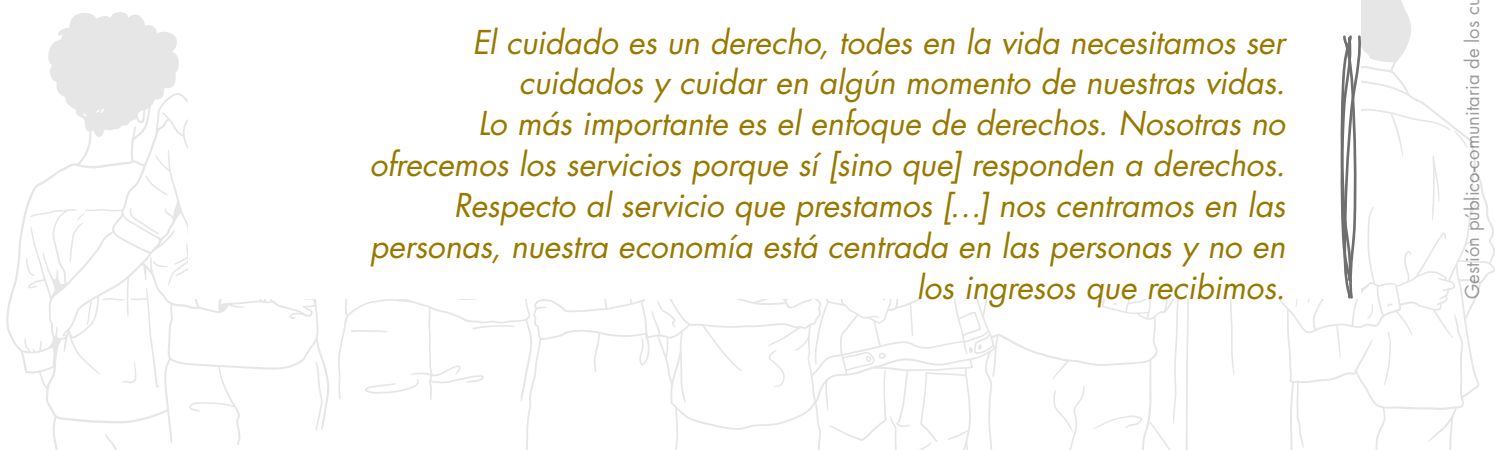 El cuidado es un derecho, todes en la vida necesitamos ser
cuidados y cuidar en algún momento de nuestras vidas.
Lo más importante es el enfoque de derechos. Nosotras no
ofrecemos los servicios porque sí [sino que] responden a derechos.
Respecto al servicio que prestamos [...] nos centramos en las
personas, nuestra economía está centrada en las personas y no en
los ingresos que recibimos.
Gestión público-comunitaria de los